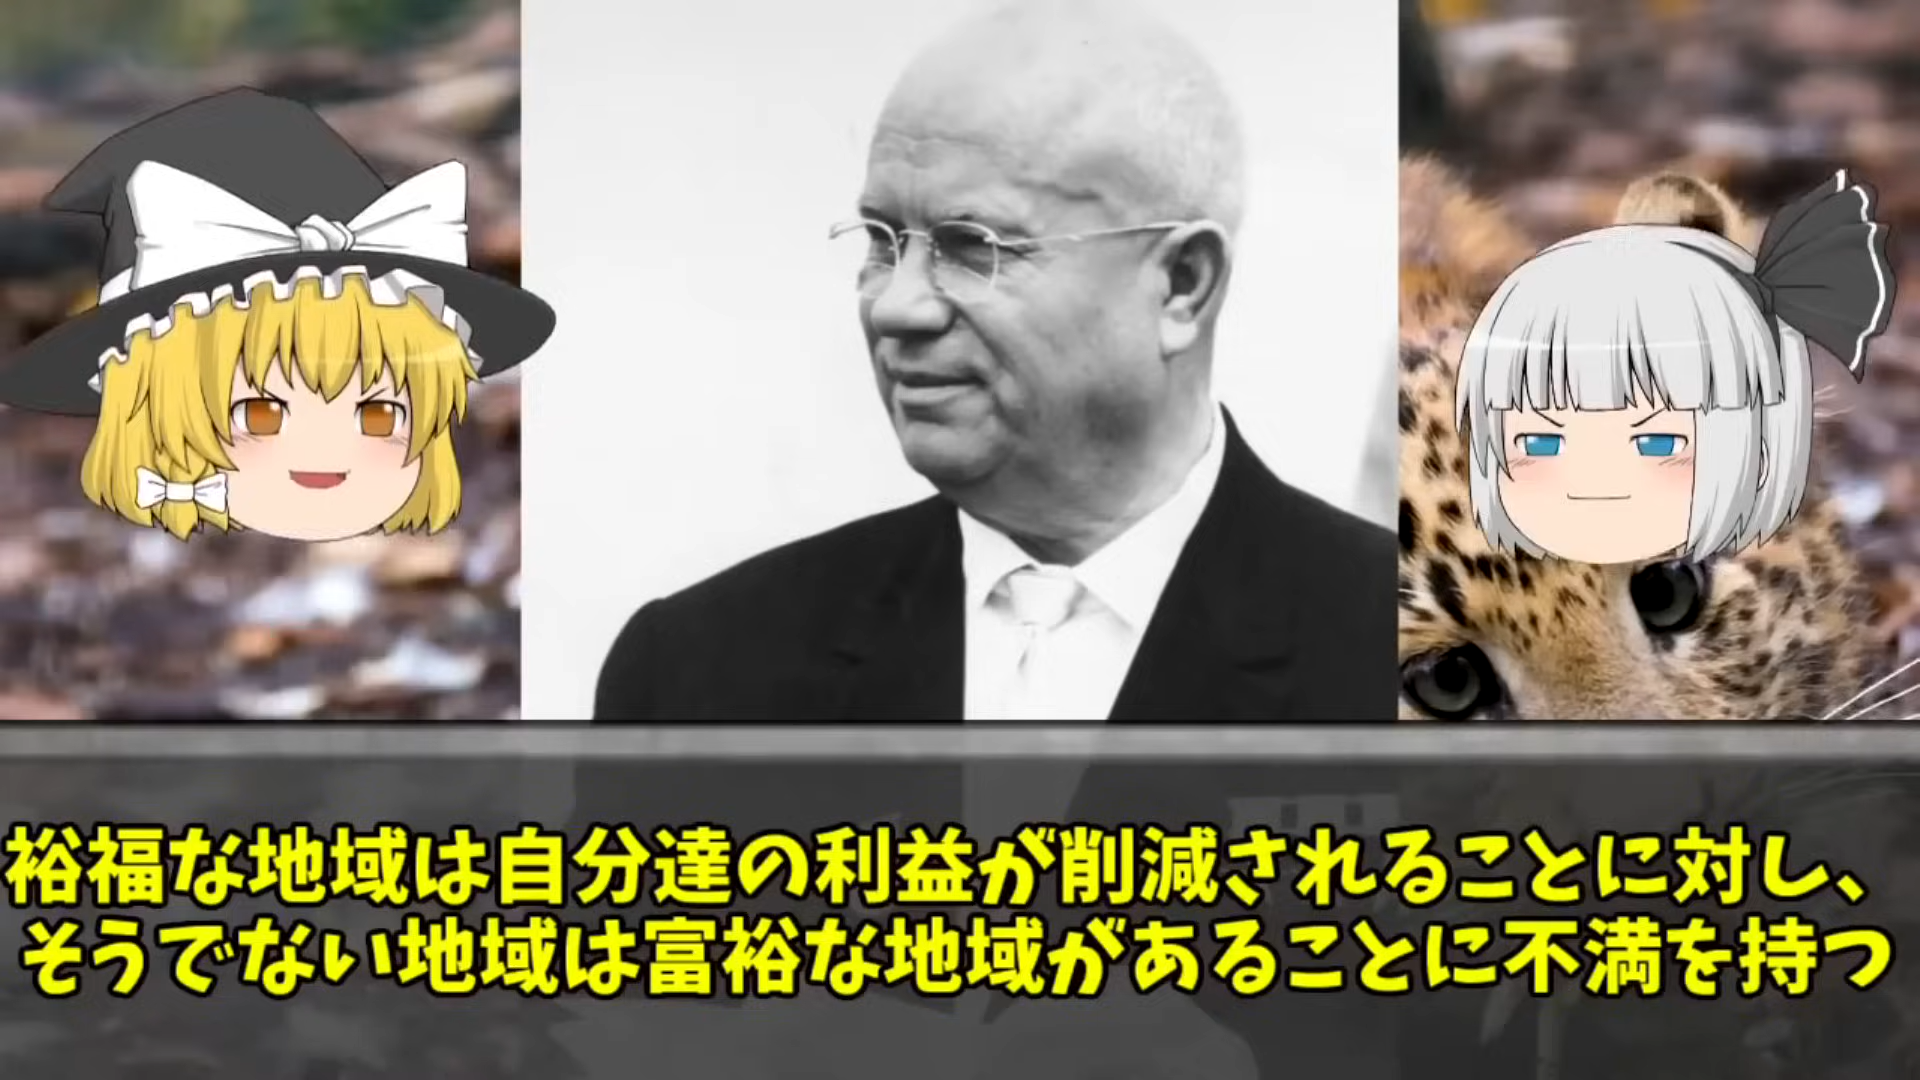 裕福な地域は自分達の利益が削減されることに対し、
そうでない地域は富裕な地域があることに不満を持つ